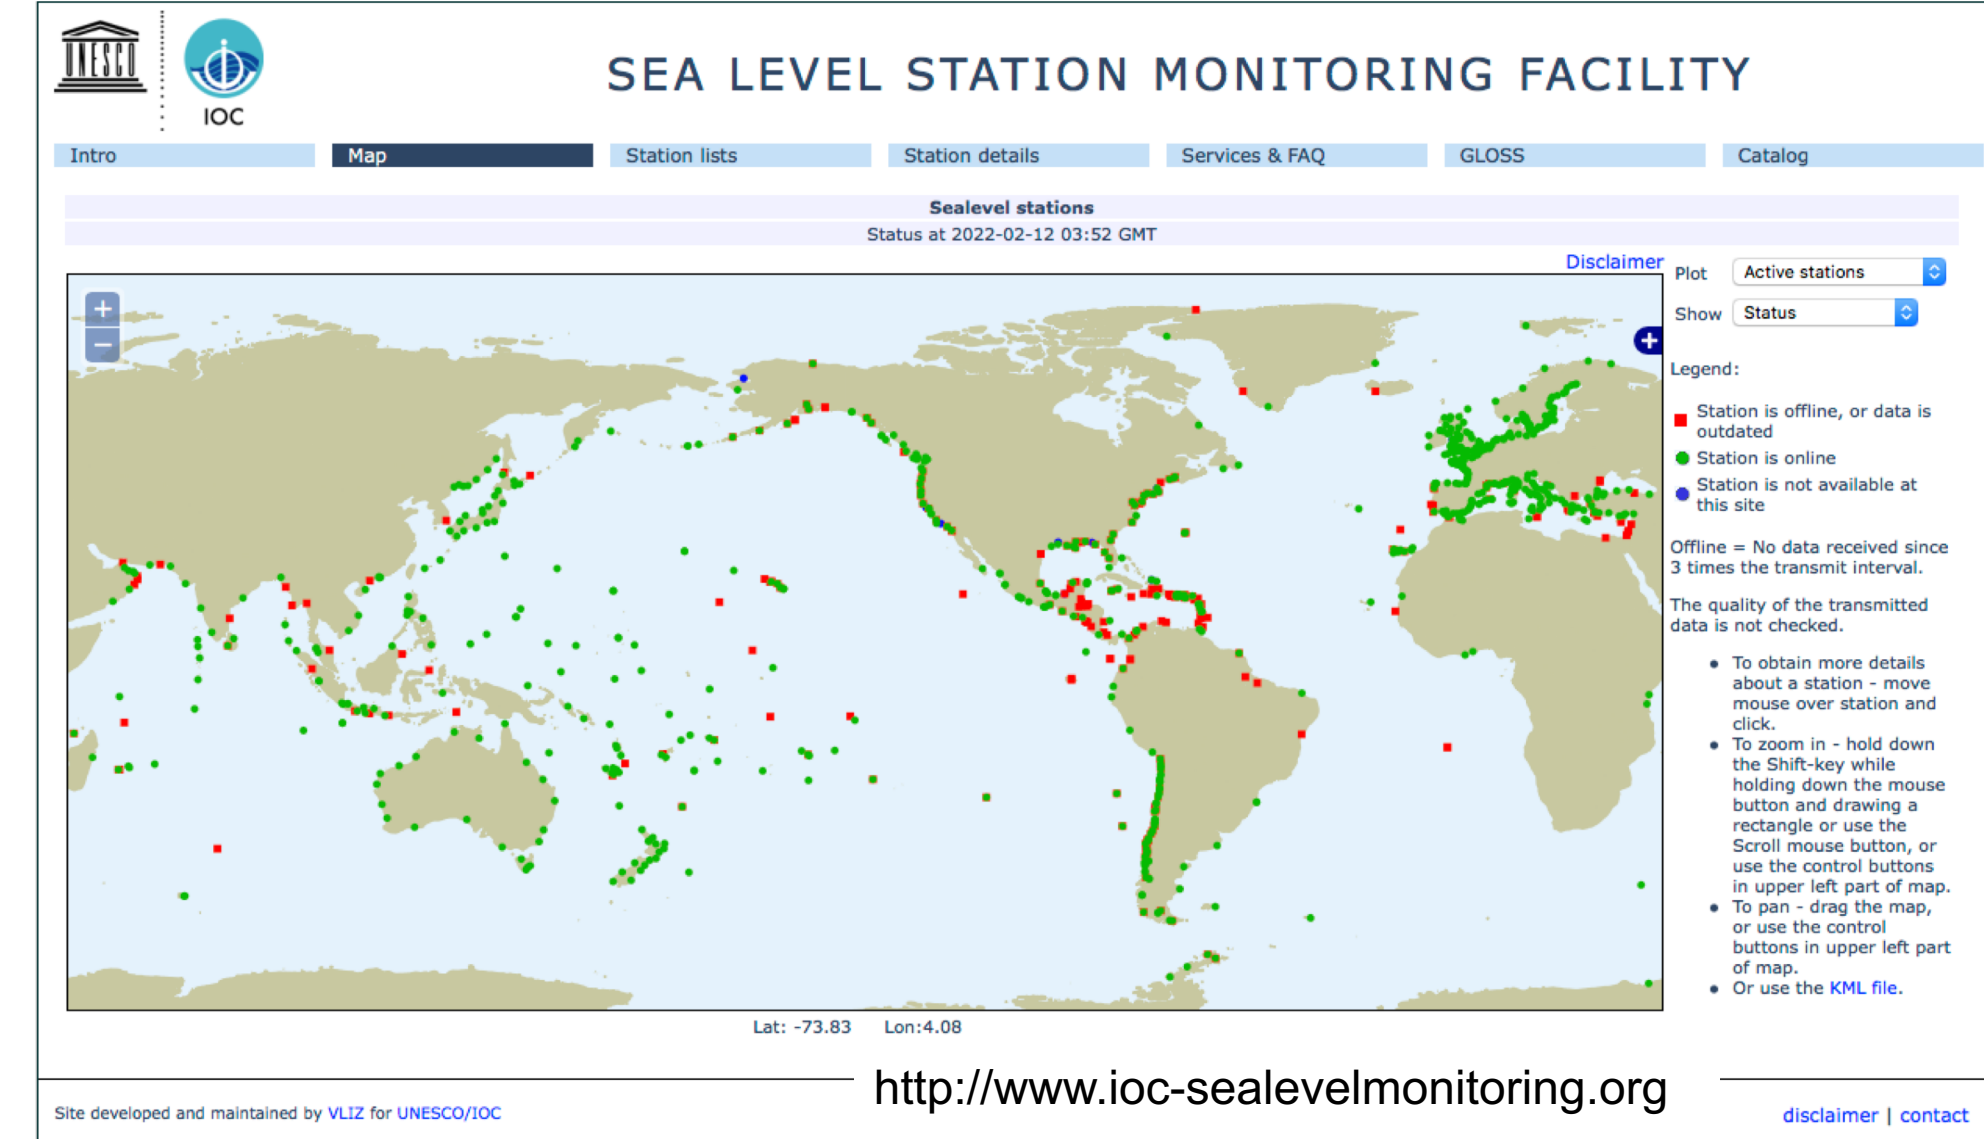 UNESCO
IOC
SEA LEVEL STATION MONITORING FACILITY
Intro
Map
Station lists
Station details
Services & FAQ
GLOSS
Catalog
Sealevel stations
Status at 2022-02-12 03:52 GMT
Disclaimer
Plot
Active stations
Show
Status
+
−
+
Legend:
Station is offline, or data is
outdated
Station is online
Station is not available at
this site
Offline = No data received since
3 times the transmit interval.
The quality of the transmitted
data is not checked.
• To obtain more details
about a station - move
mouse over station and
click.
• To zoom in - hold down
the Shift-key while
holding down the mouse
button and drawing a
rectangle or use the
Scroll mouse button, or
use the control buttons
in upper left part of map.
• To pan - drag the map,
or use the control
buttons in upper left part
of map.
• Or use the KML file.
Lat: -73.83 Lon:4.08
http://www.ioc-sealevelmonitoring.org
Site developed and maintained by VLIZ for UNESCO/IOC
disclaimer | contact